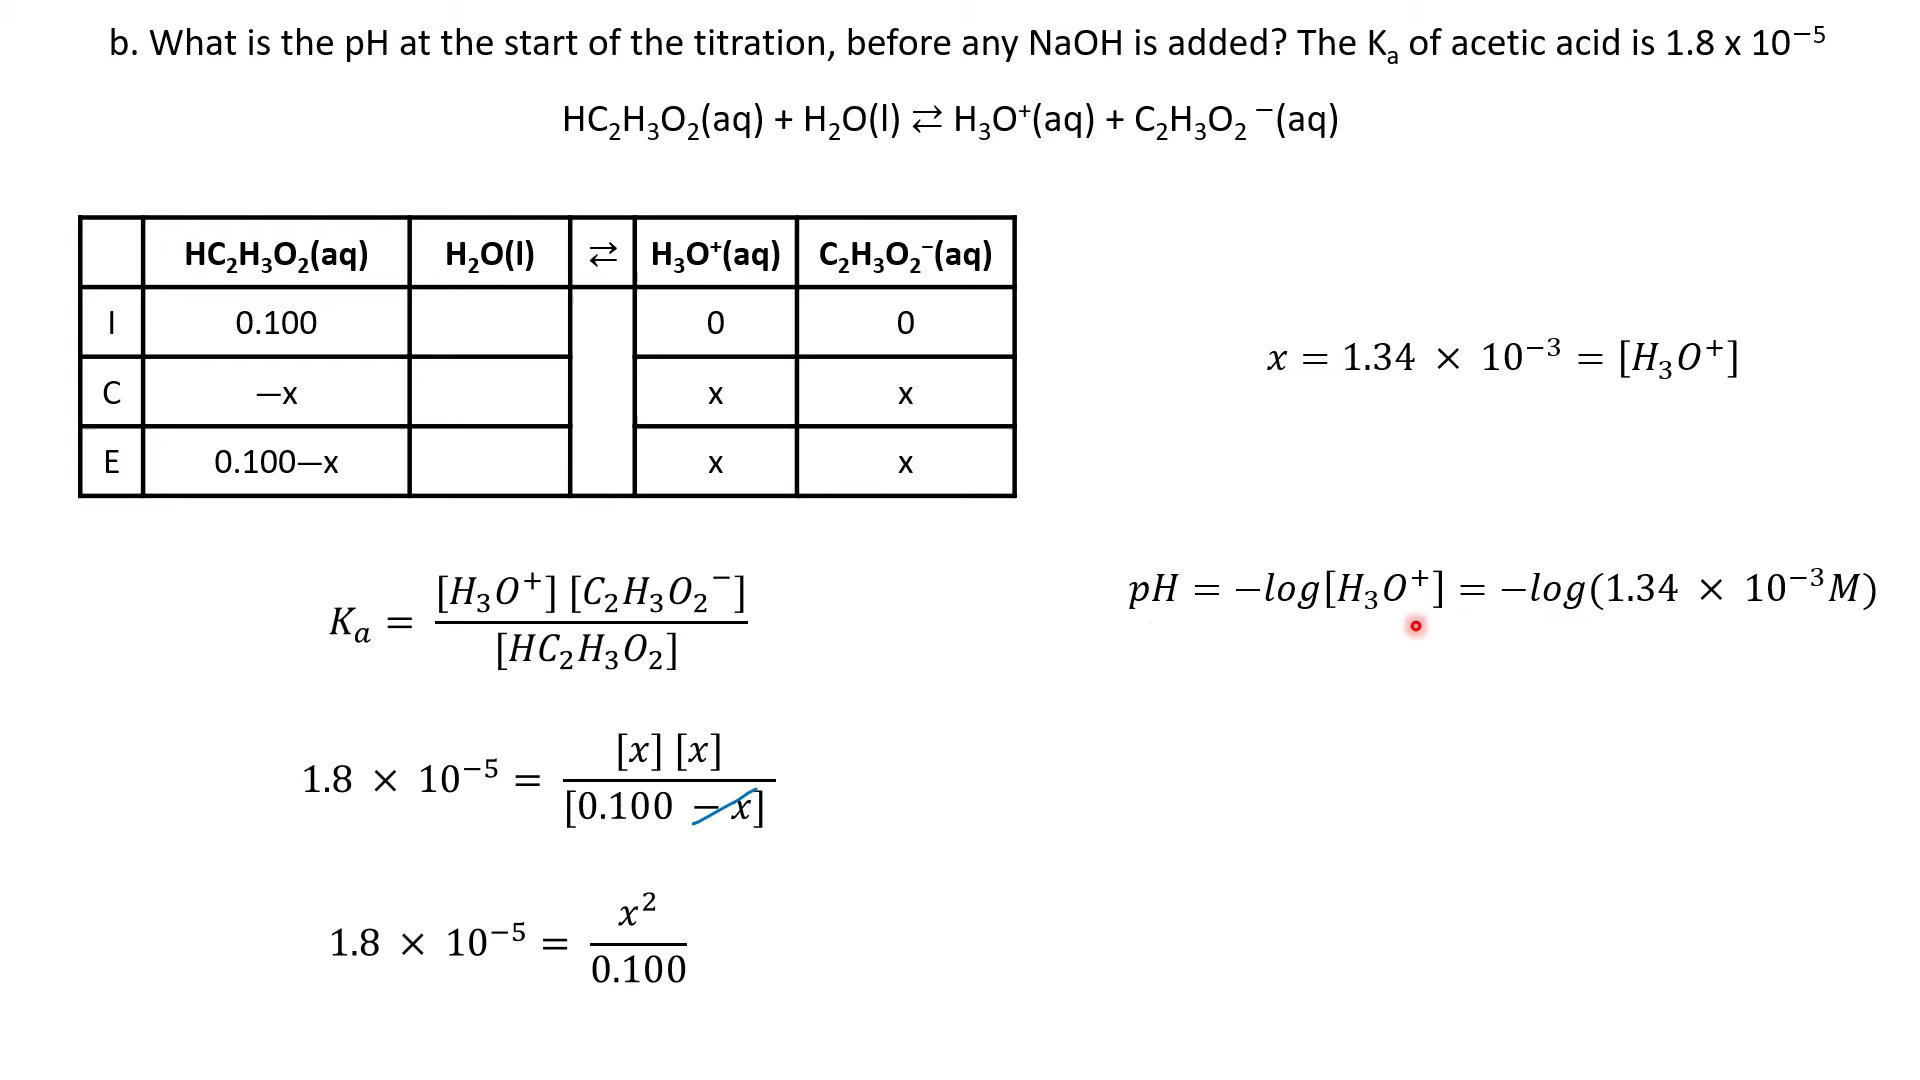 b. What is the pH at the start of the titration, before any NaOH is added? The Kₐ of acetic acid is 1.8 x 10⁻⁵
HC₂H₃O₂(aq) + H₂O(l) ⇄ H₃O⁺(aq) + C₂H₃O₂ ⁻(aq)
HC₂H₃O₂(aq) H₂O(l) ⇄ H₃O⁺(aq) C₂H₃O₂⁻(aq)
I 0.100 0 0
C —x x x
E 0.100—x x x
x = 1.34 × 10⁻³ = [H₃O⁺]
Kₐ = [H₃O⁺] [C₂H₃O₂⁻] / [HC₂H₃O₂]
1.8 × 10⁻⁵ = [x] [x] / [0.100 − x]
1.8 × 10⁻⁵ = x² / 0.100
pH = −log[H₃O⁺] = −log(1.34 × 10⁻³M)